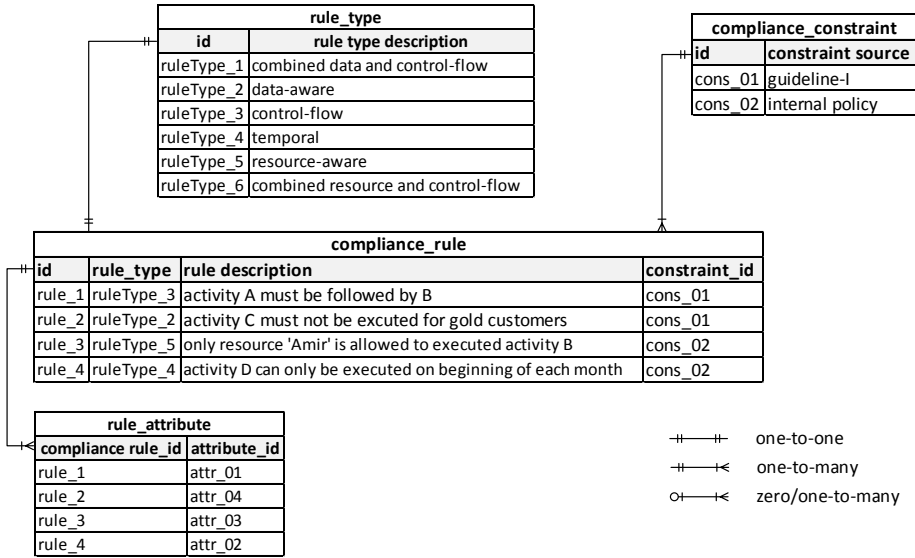 rule_type
id rule type description
ruleType_1 combined data and control-flow
ruleType_2 data-aware
ruleType_3 control-flow
ruleType_4 temporal
ruleType_5 resource-aware
ruleType_6 combined resource and control-flow
compliance_constraint
id constraint source
cons_01 guideline-I
cons_02 internal policy
compliance_rule
id rule_type rule description constraint_id
rule_1 ruleType_3 activity A must be followed by B cons_01
rule_2 ruleType_2 activity C must not be excuted for gold customers cons_01
rule_3 ruleType_5 only resource 'Amir' is allowed to executed activity B cons_02
rule_4 ruleType_4 activity D can only be executed on beginning of each month cons_02
rule_attribute
compliance rule_id attribute_id
rule_1 attr_01
rule_2 attr_04
rule_3 attr_03
rule_4 attr_02
one-to-one
one-to-many
zero/one-to-many